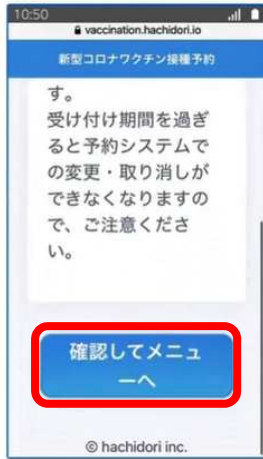 10:50
vaccination.hachidori.io
新型コロナワクチン接種予約
す。
受け付け期間を過ぎ
ると予約システムで
の変更・取り消しが
できなくなりますの
で、ご注意くださ
い。
確認してメニュ
ーへ
© hachidori inc.